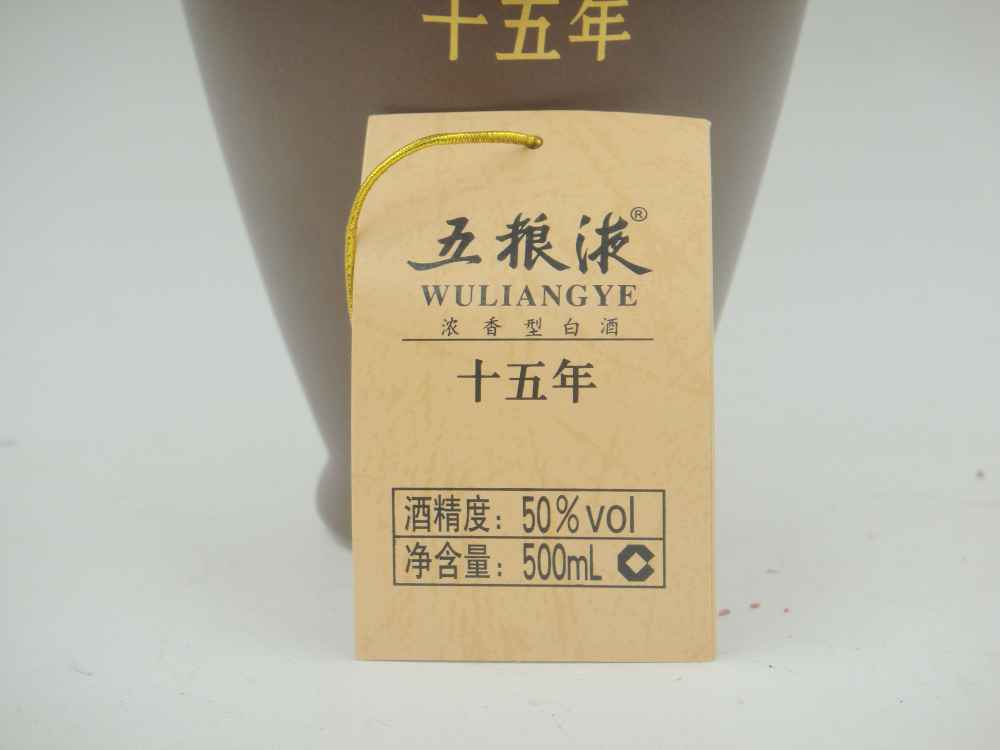 十五年
五粮液®
WULIANGYE
浓香型白酒
十五年
酒精度：50%vol
净含量：500mL